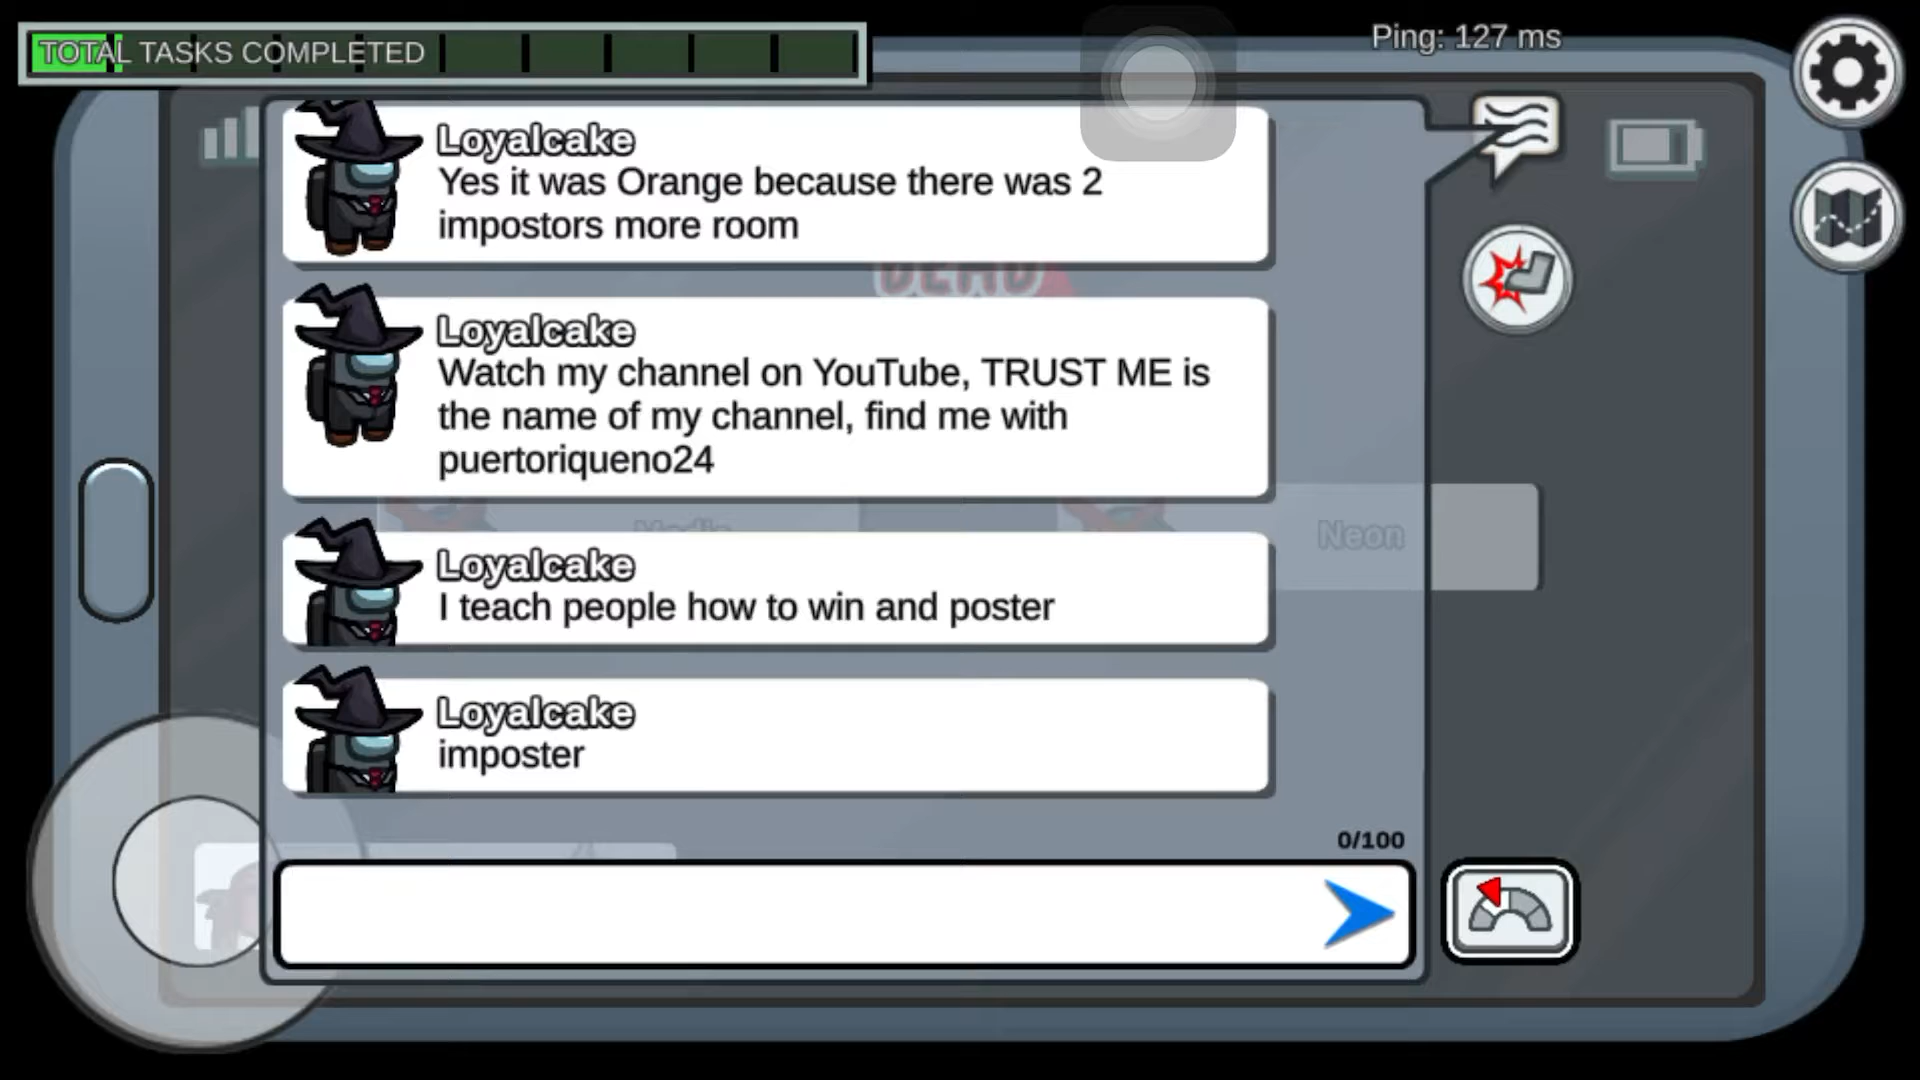 TOTAL TASKS COMPLETED
Ping: 127 ms
Loyalcake
Yes it was Orange because there was 2
impostors more room
DEAD
Loyalcake
Watch my channel on YouTube, TRUST ME is
the name of my channel, find me with
puertoriqueno24
Neon
Loyalcake
I teach people how to win and poster
Loyalcake
imposter
0/100